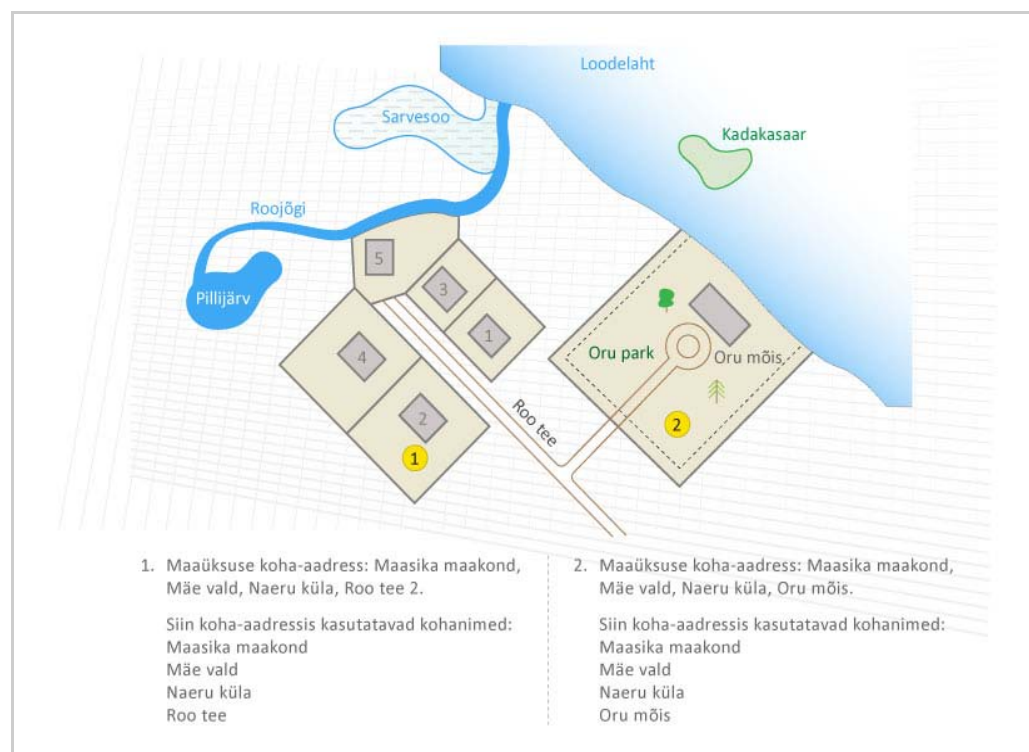 Loodelaht
Sarvesoo
Kadakasaar
Roojõgi
5
3
Pillijärv
1
4
Oru park
Oru mõis
2
Roo tee
2
1
1. Maaüksuse koha-aadress: Maasika maakond,
Mäe vald, Naeru küla, Roo tee 2.
Siin koha-aadressis kasutatavad kohanimed:
Maasika maakond
Mäe vald
Naeru küla
Roo tee
2. Maaüksuse koha-aadress: Maasika maakond,
Mäe vald, Naeru küla, Oru mõis.
Siin koha-aadressis kasutatavad kohanimed:
Maasika maakond
Mäe vald
Naeru küla
Oru mõis